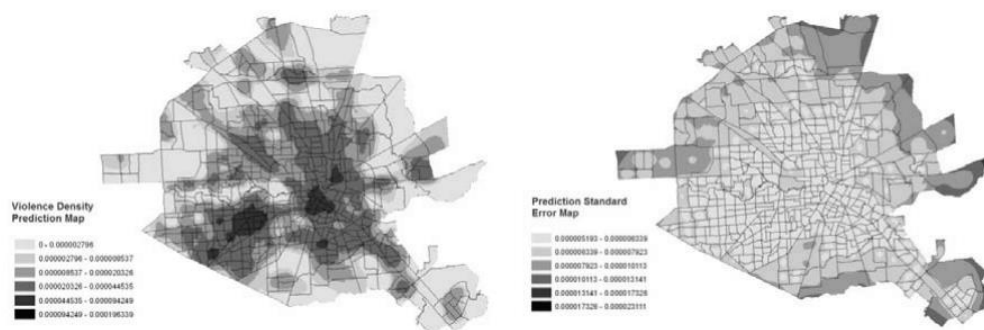 Violence Density
Prediction Map
0 - 0.000002796
0.000002796 - 0.000008537
0.000008537 - 0.000020326
0.000020326 - 0.000044535
0.000044535 - 0.000094249
0.000094249 - 0.000196339
Prediction Standard
Error Map
0.000005193 - 0.000006339
0.000006339 - 0.000007923
0.000007923 - 0.000010113
0.000010113 - 0.000013141
0.000013141 - 0.000017326
0.000017326 - 0.000023111